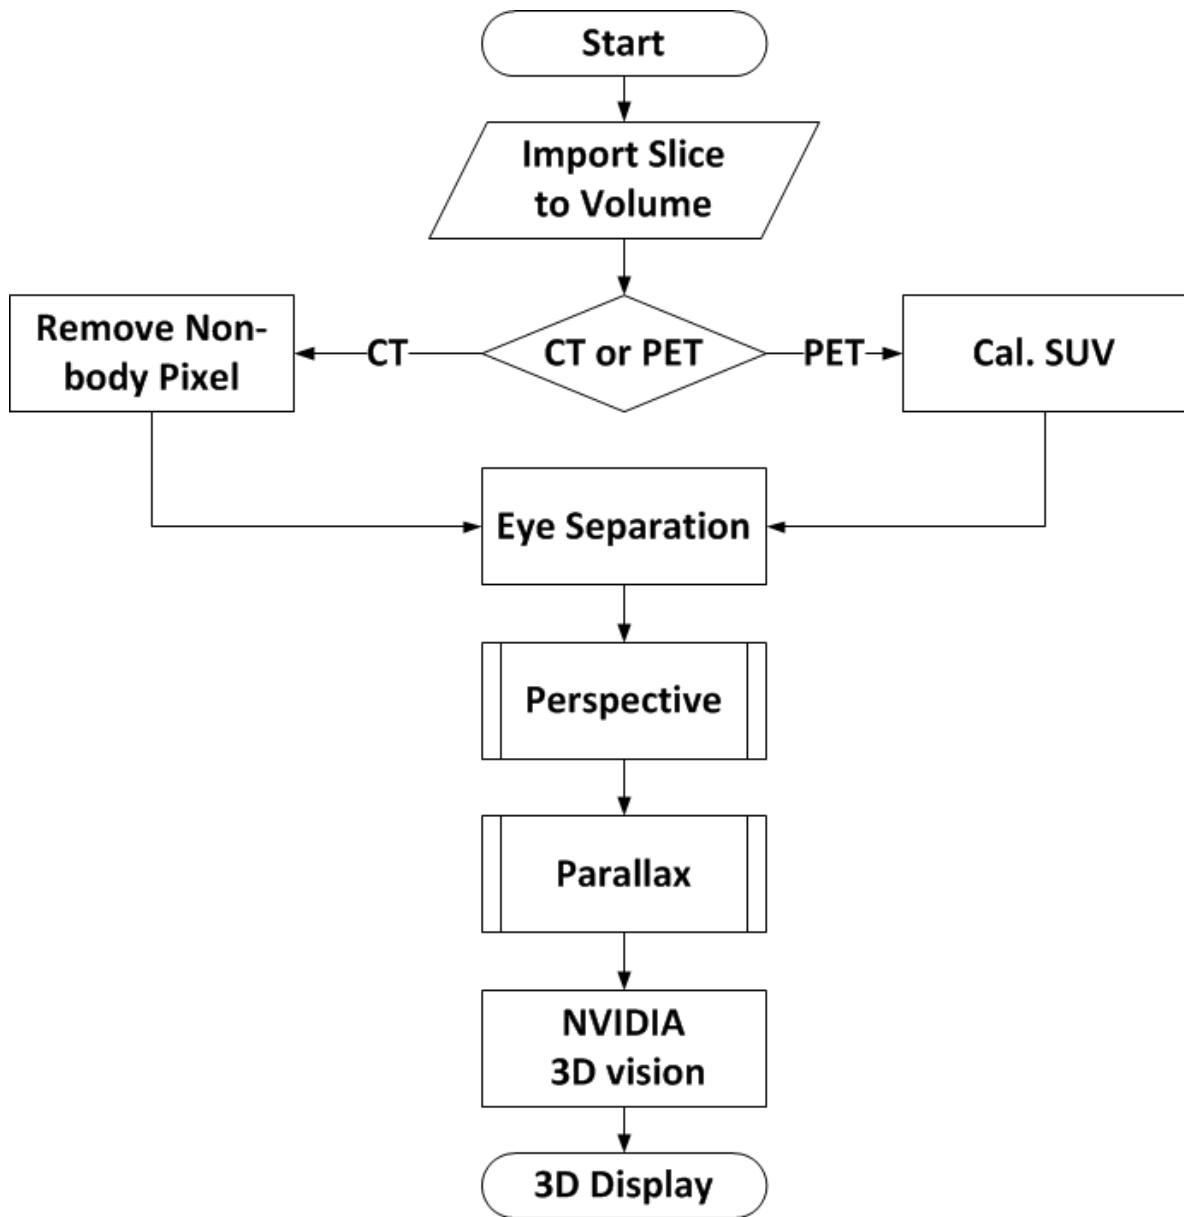 Start
Import Slice
to Volume
Remove Non-
body Pixel
CT
CT or PET
PET
Cal. SUV
Eye Separation
Perspective
Parallax
NVIDIA
3D vision
3D Display